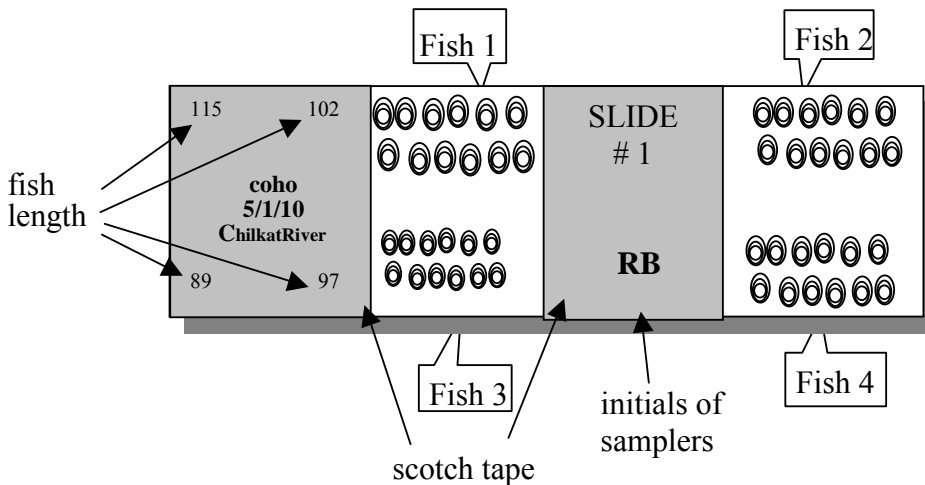 Fish 1
Fish 2
115
102
SLIDE
# 1
fish
length
coho
5/1/10
ChilkatRiver
RB
89
97
Fish 3
Fish 4
initials of
samplers
scotch tape